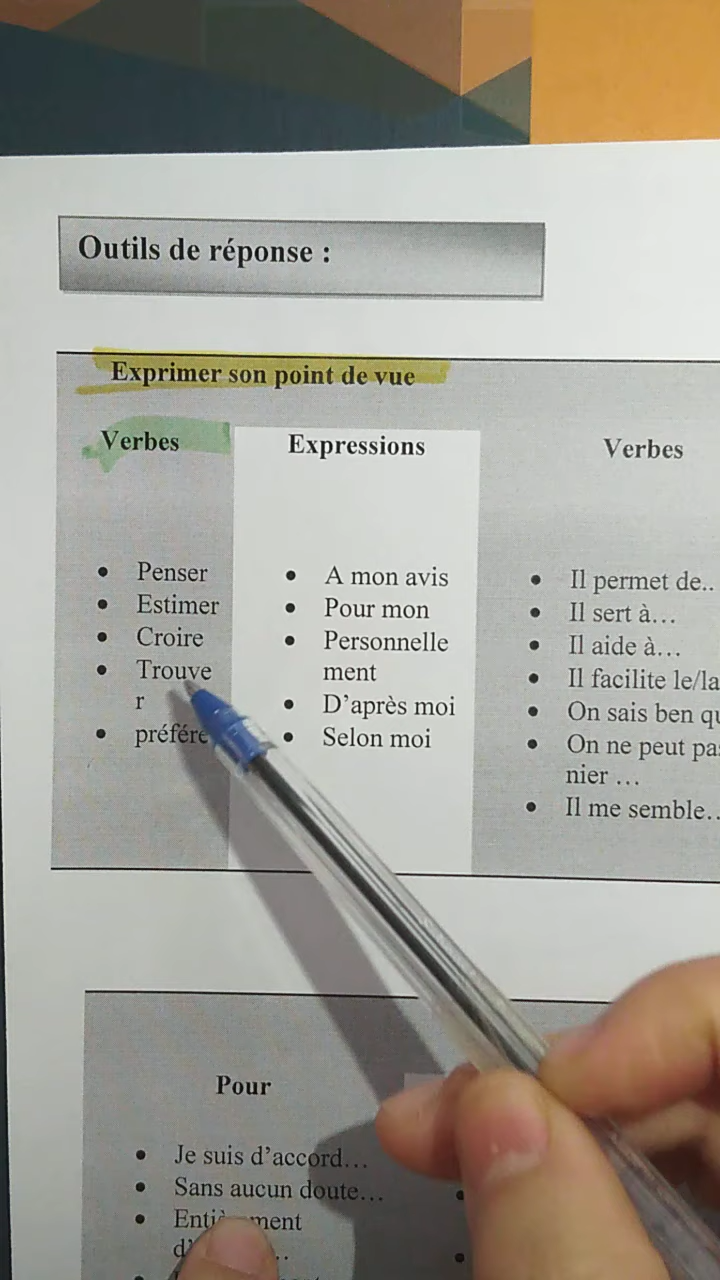 Outils de réponse :
Exprimer son point de vue
Verbes
Penser
Estimer
Croire
Trouve
r
préfére
Expressions
A mon avis
Pour mon
Personnelle
ment
D'après moi
Selon moi
Verbes
Il permet de..
Il sert à…
Il aide à…
Il facilite le/la
On sais ben qu
On ne peut pas
nier …
Il me semble..
Pour
Je suis d'accord…
Sans aucun doute…